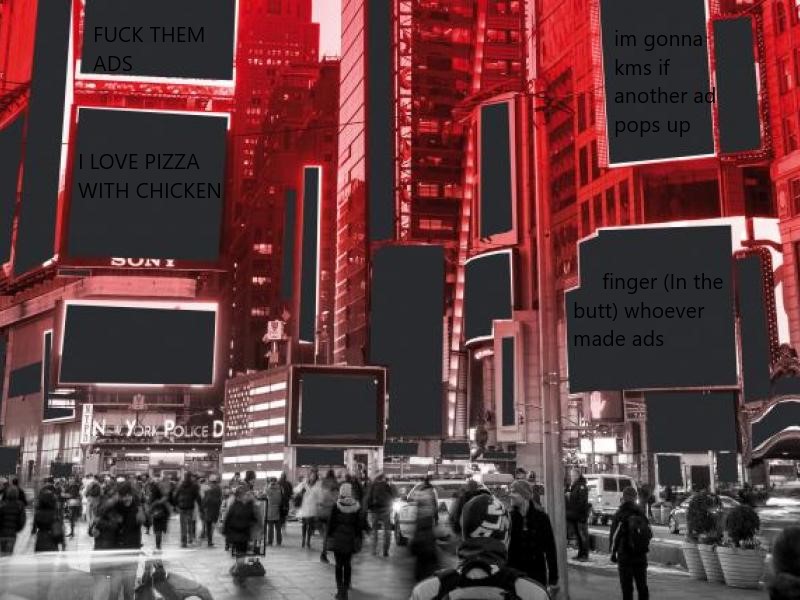 FUCK THEM
ADS
I LOVE PIZZA
WITH CHICKEN
SONY
NEW YORK POLICE D
im gonna
kms if
another ad
pops up
finger (In the
butt) whoever
made ads